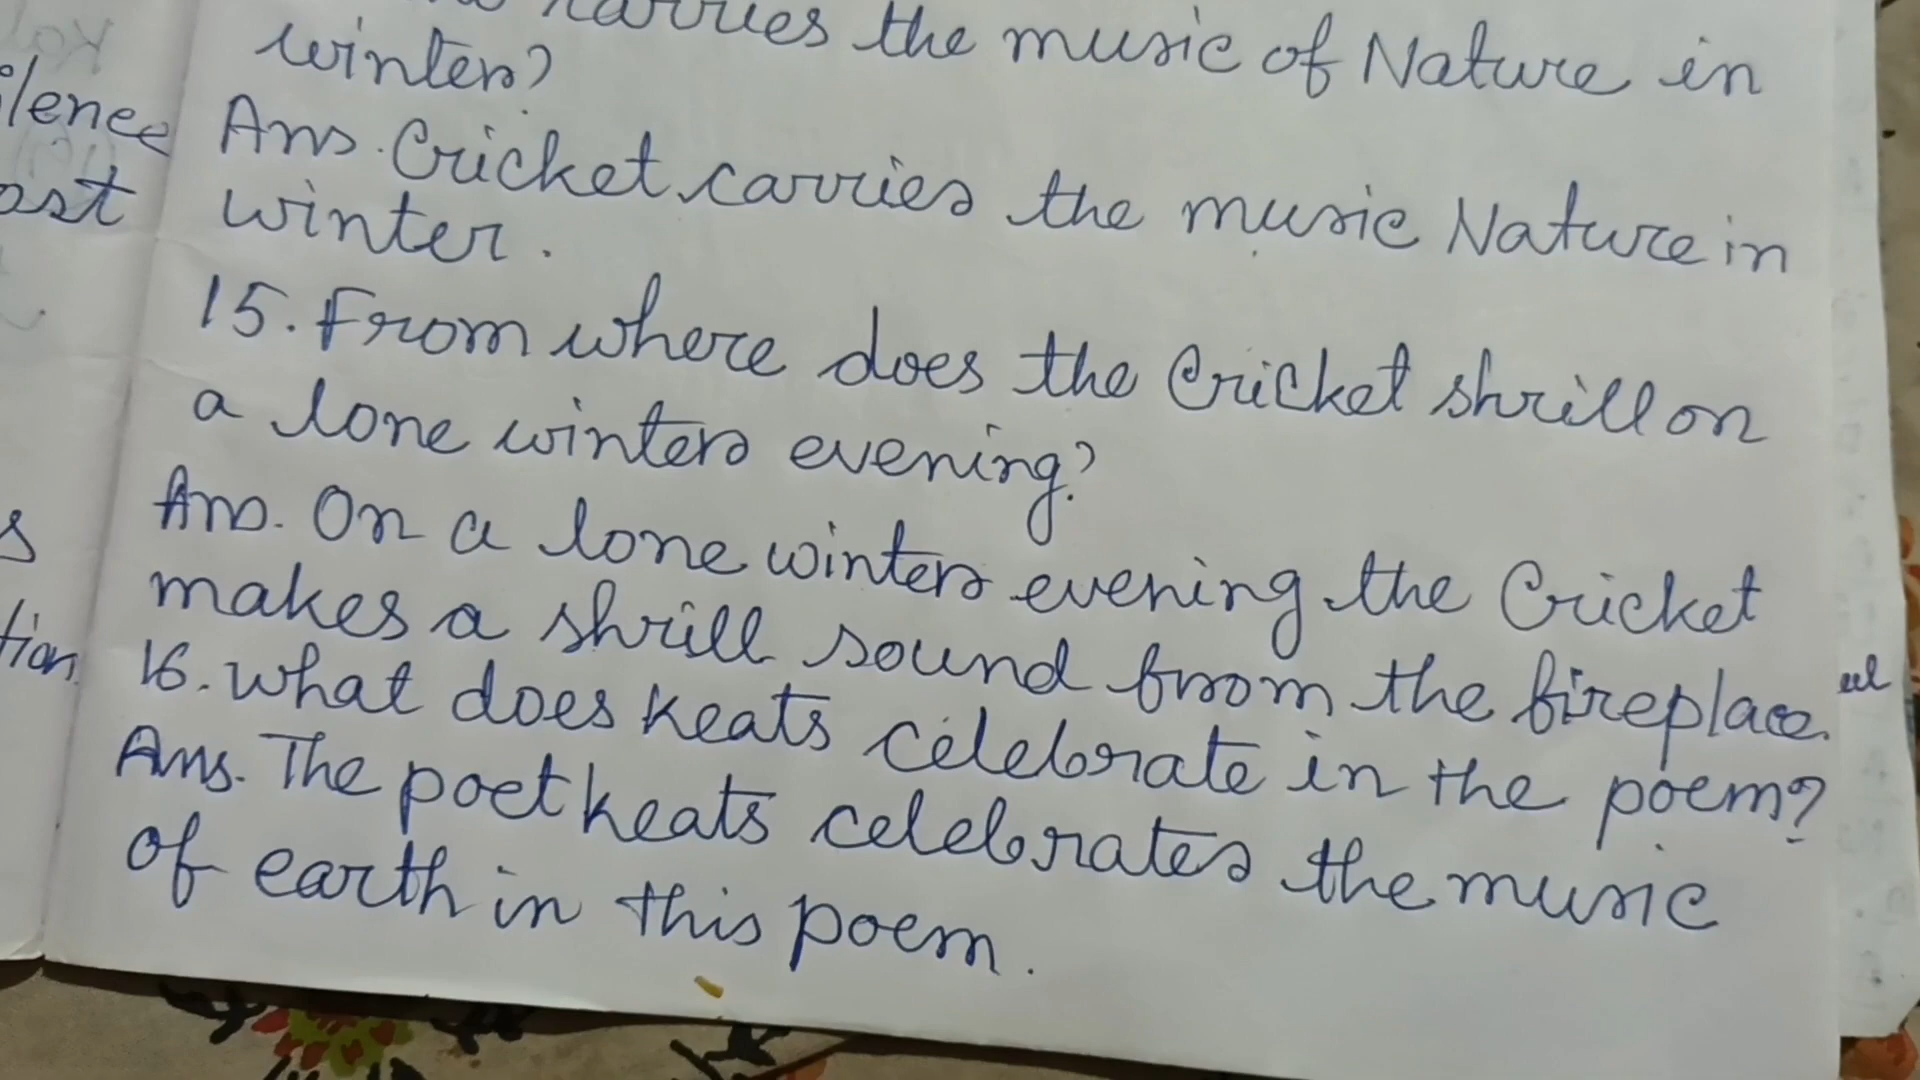 carries the music of Nature in
winter?
Ans. Cricket carries the music Nature in
winter.
15. From where does the Cricket shrill on
a lone winters evening?
Ans. On a lone winters evening the Cricket
makes a shrill sound from the fireplace.
16. What does Keats celebrate in the poem?
Ans. The poet keats celebrates the music
of earth in this poem.